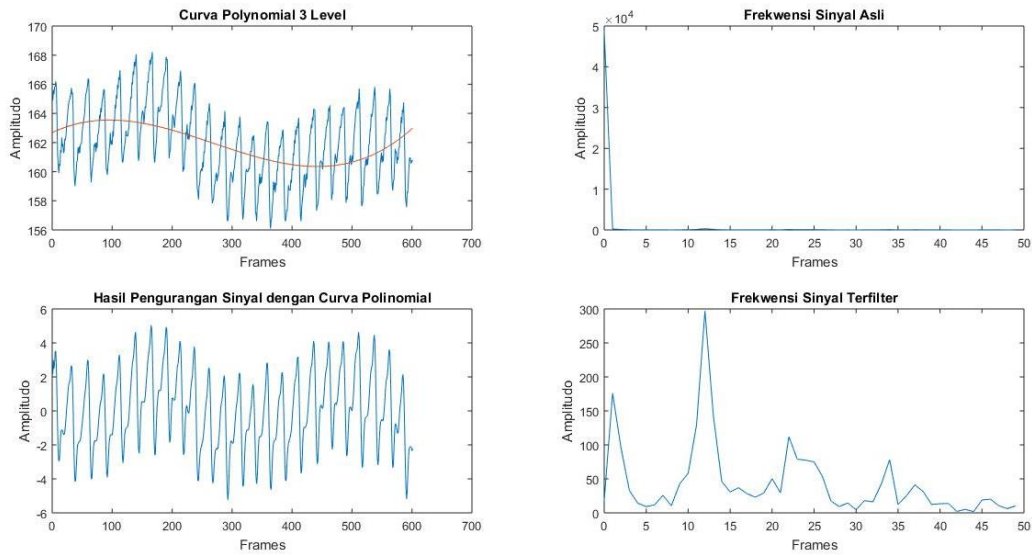 Curva Polynomial 3 Level
170
168
166
164
162
160
158
156
Amplitudo
0 100 200 300 400 500 600 700
Frames
Frekwensi Sinyal Asli
×10⁴
5
4
3
2
1
0
Amplitudo
0 5 10 15 20 25 30 35 40 45 50
Frames
Hasil Pengurangan Sinyal dengan Curva Polinomial
6
4
2
0
-2
-4
-6
Amplitudo
0 100 200 300 400 500 600 700
Frames
Frekwensi Sinyal Terfilter
300
250
200
150
100
50
0
Amplitudo
0 5 10 15 20 25 30 35 40 45 50
Frames